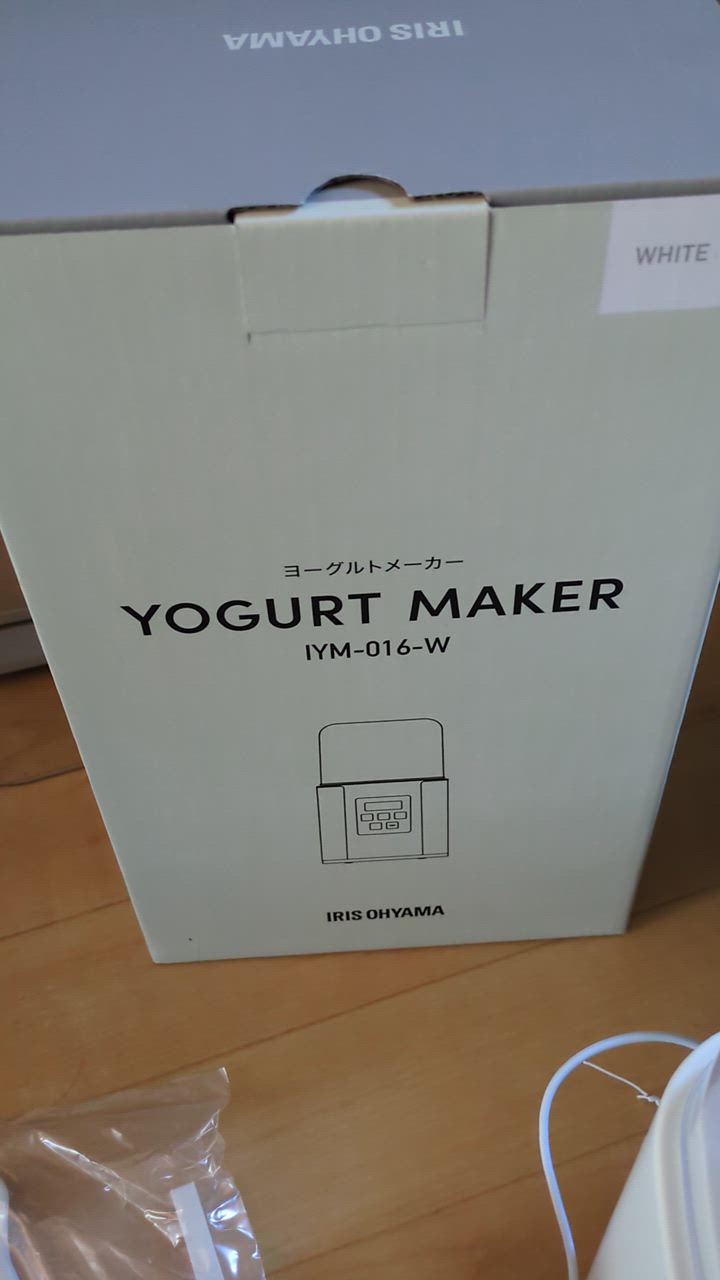 IRIS OHYAMA
WHITE
ヨーグルトメーカー
YOGURT MAKER
IYM-016-W
IRIS OHYAMA